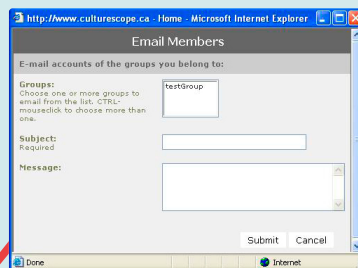 http://www.culturescope.ca - Home - Microsoft Internet Explorer
Email Members
E-mail accounts of the groups you belong to:
Groups:
Choose one or more groups to
email from the list. CTRL-
mouseclick to choose more than
one.
testGroup
Subject:
Required
Message:
Submit Cancel
Done Internet